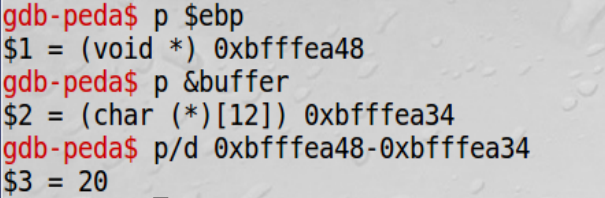 gdb-peda$ p $ebp
$1 = (void *) 0xbfffea48
gdb-peda$ p &buffer
$2 = (char (*)[12]) 0xbfffea34
gdb-peda$ p/d 0xbfffea48-0xbfffea34
$3 = 20